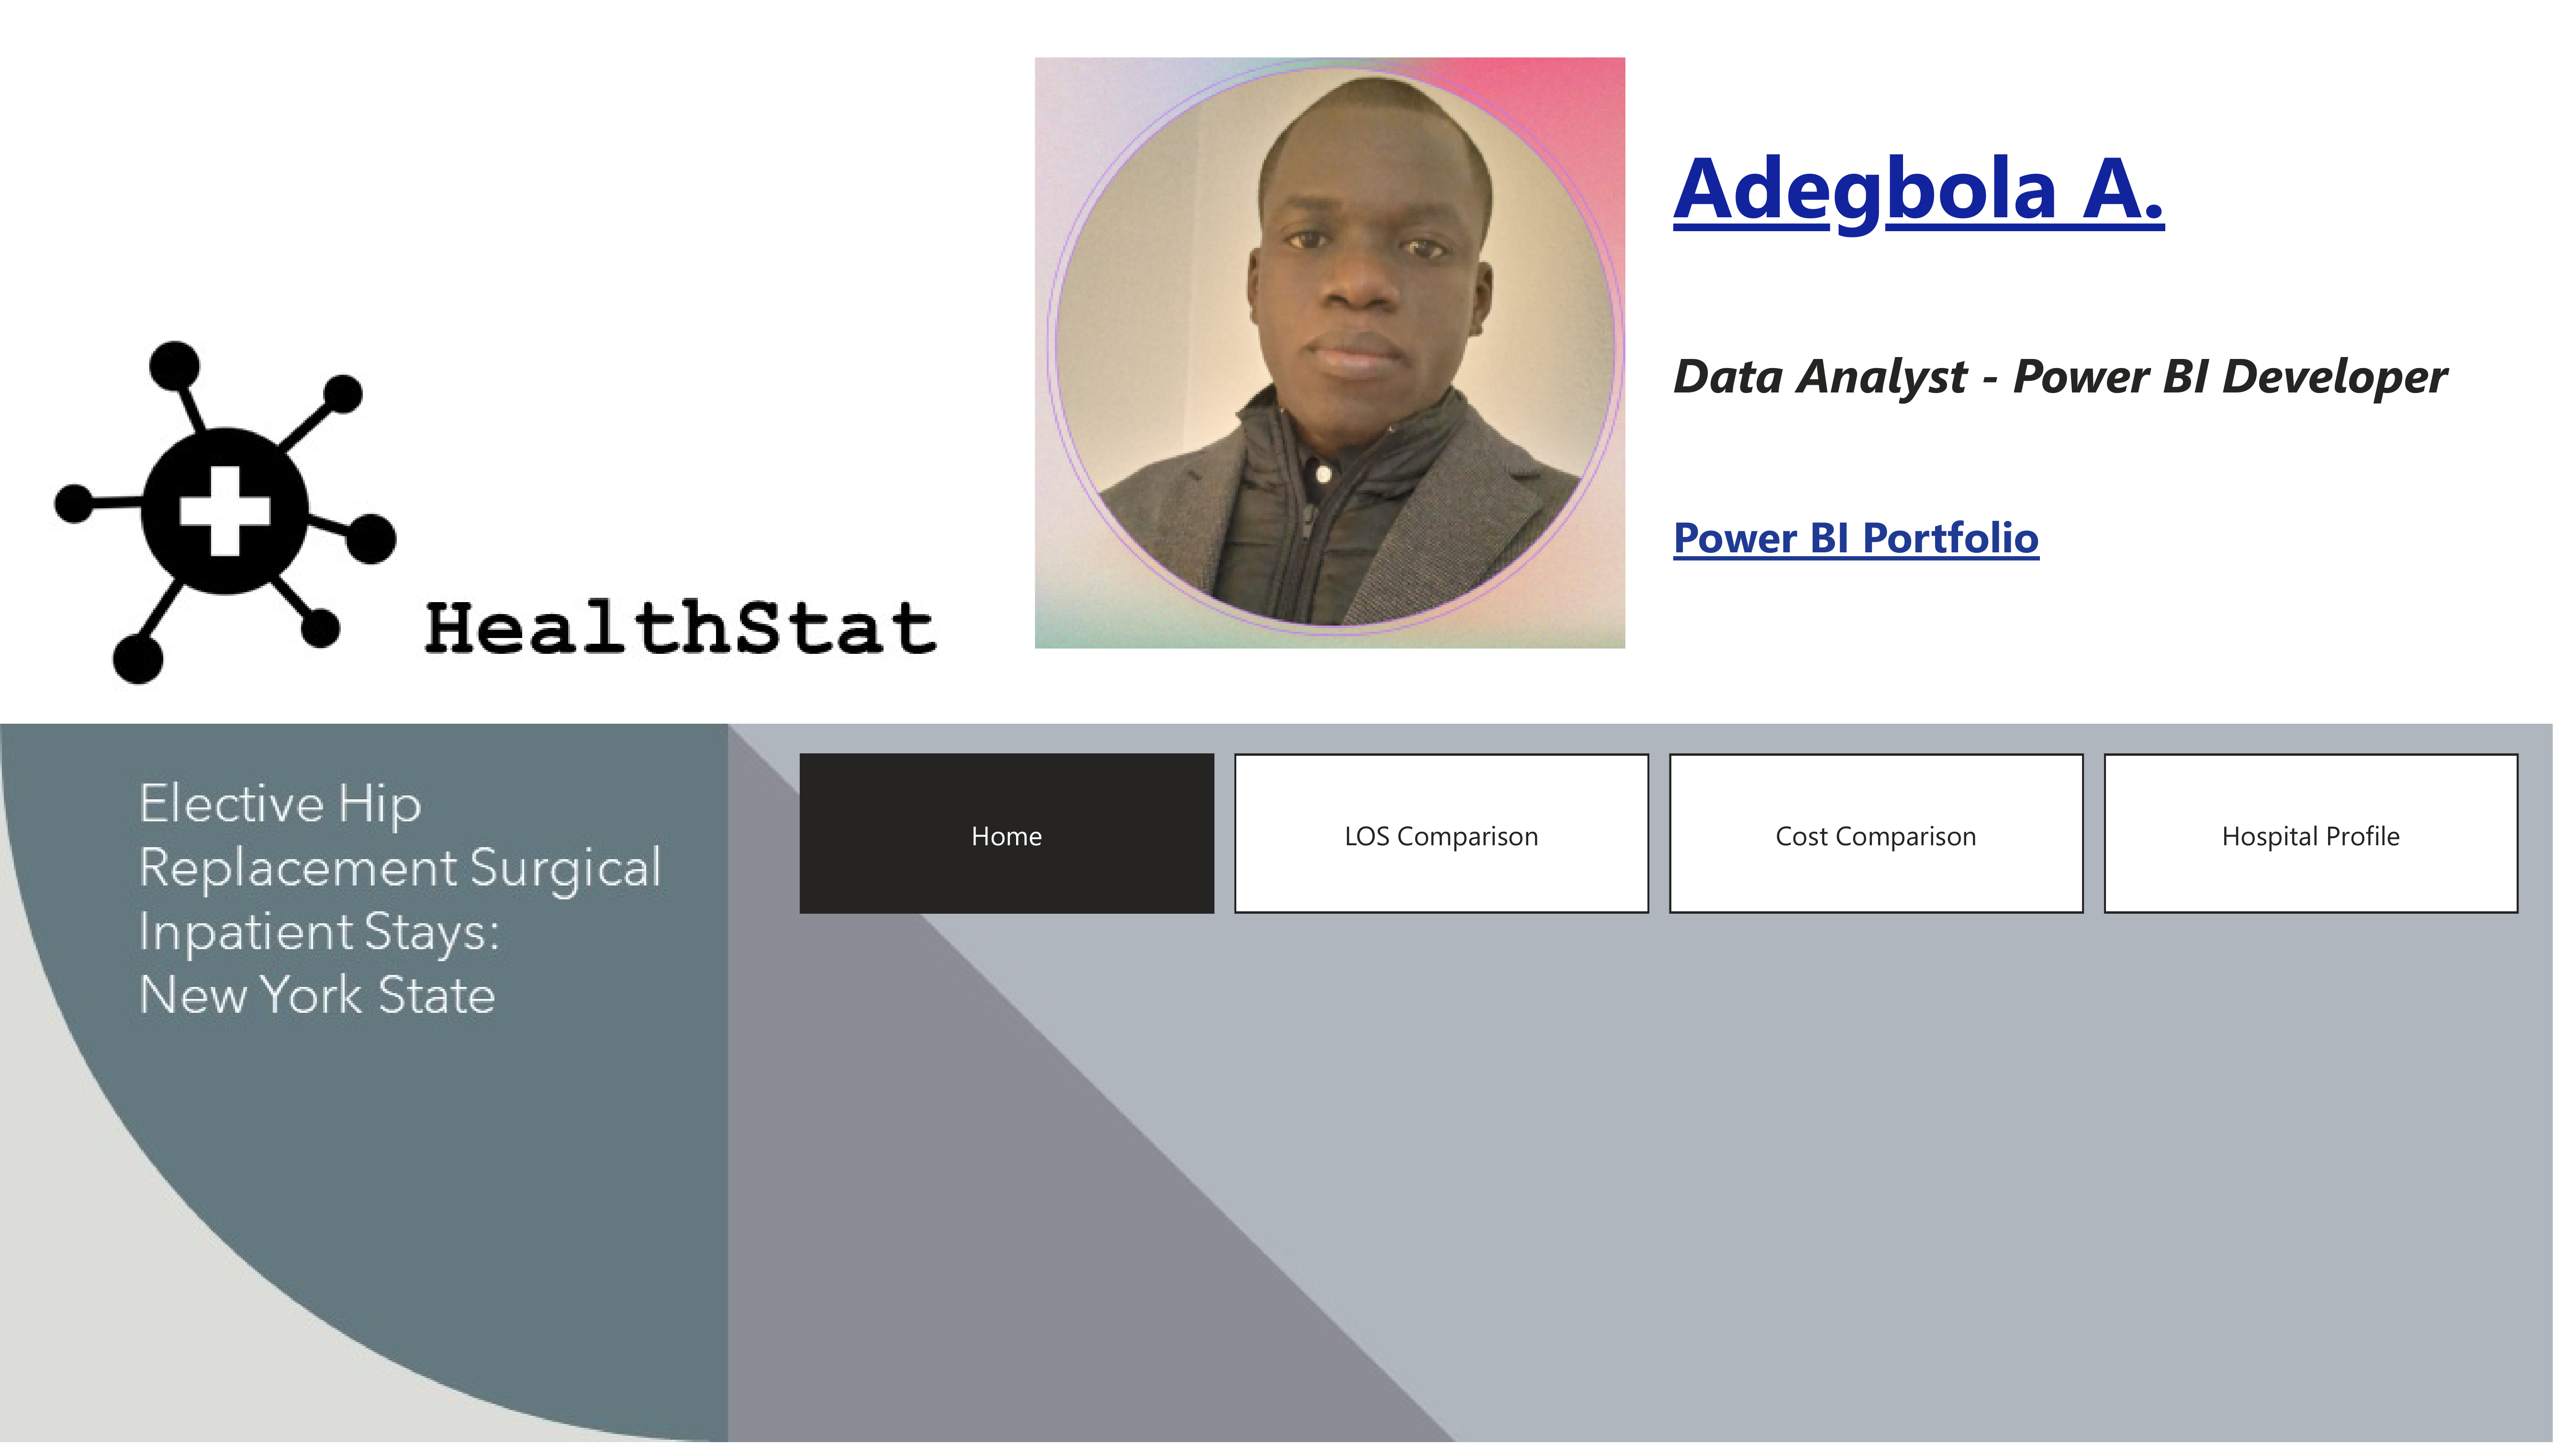 HealthStat
Adegbola A.
Data Analyst - Power BI Developer
Power BI Portfolio
Elective Hip
Replacement Surgical
Inpatient Stays:
New York State
Home
LOS Comparison
Cost Comparison
Hospital Profile